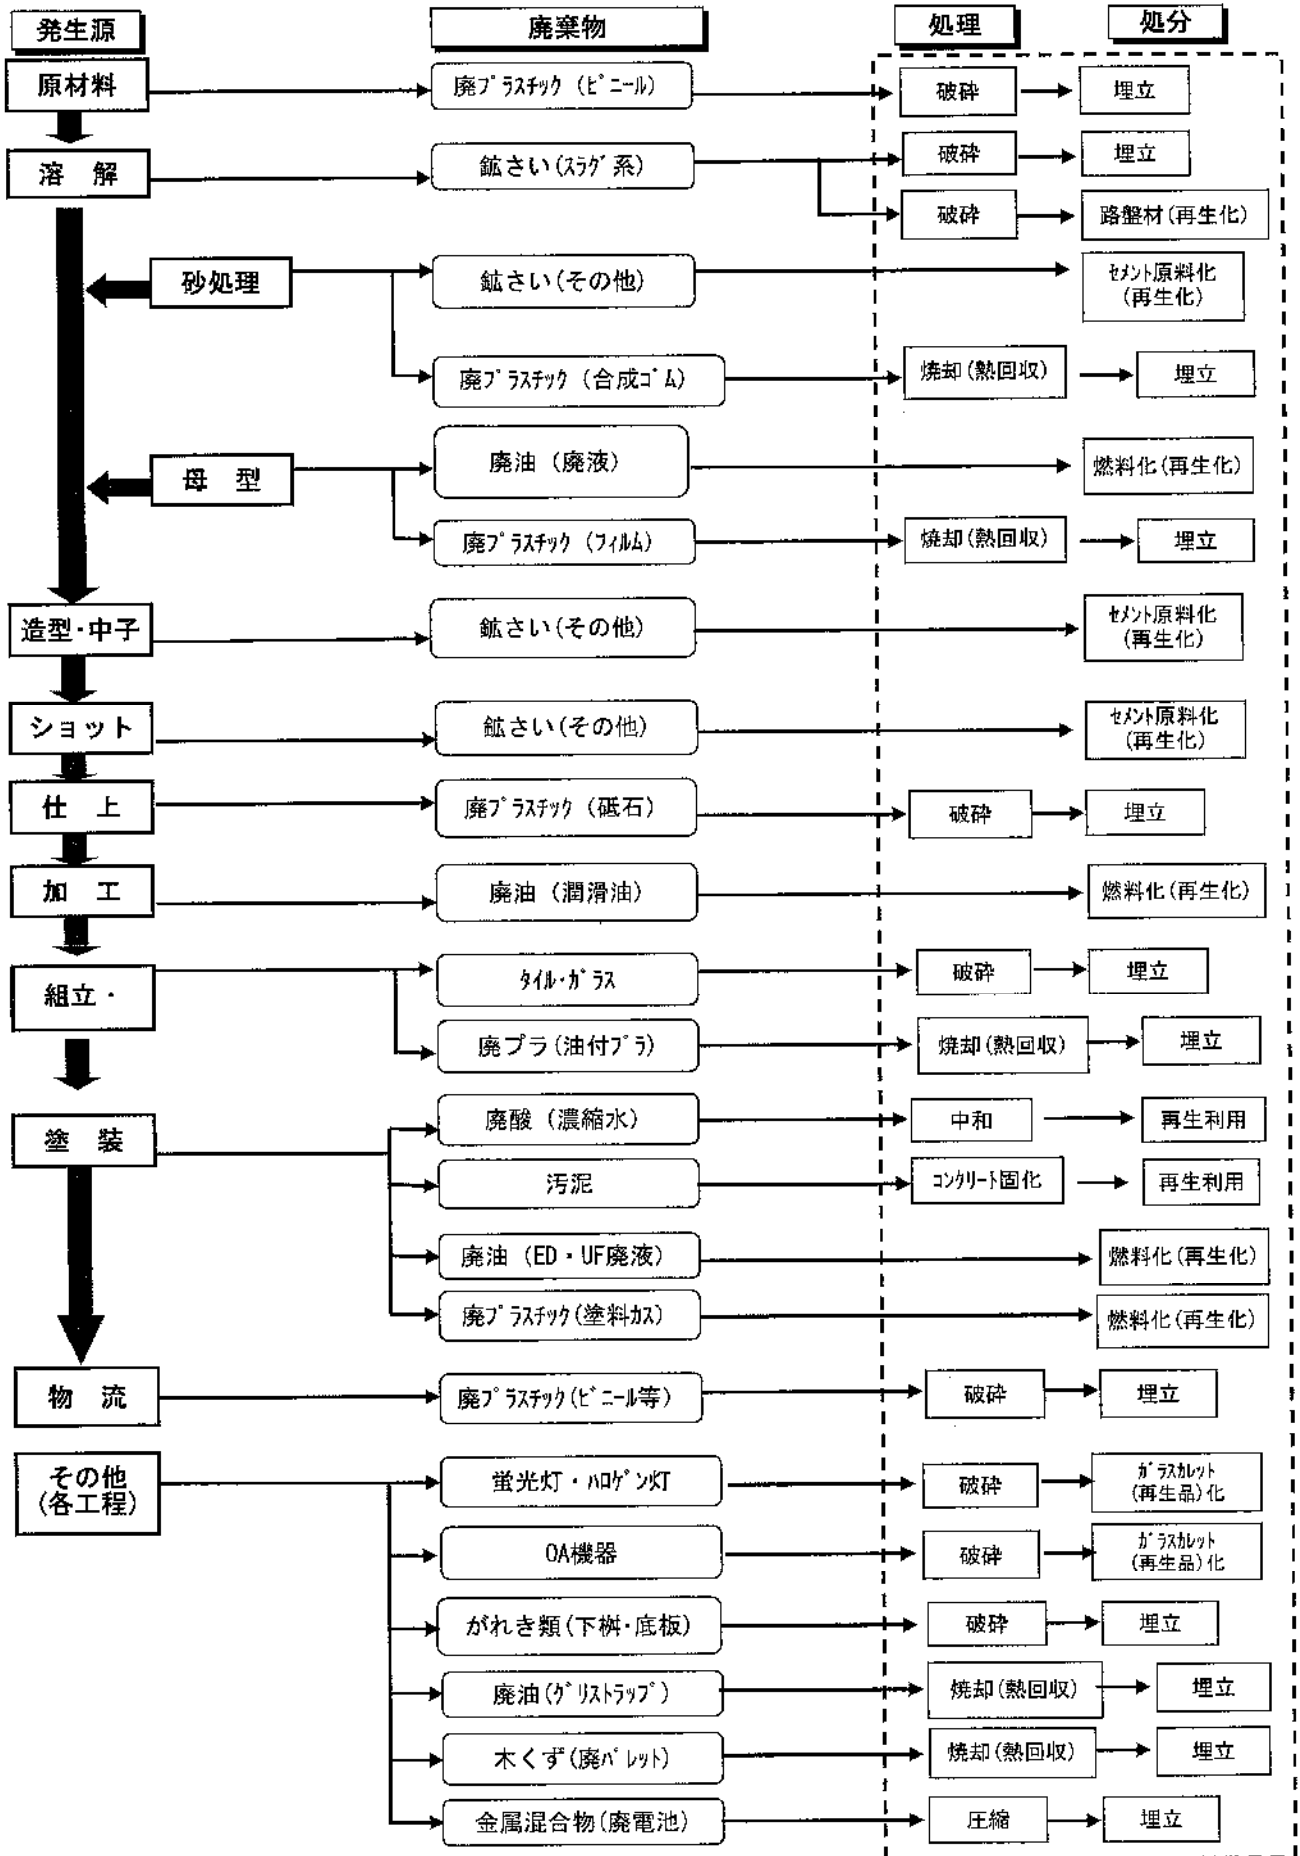 発生源
廃棄物
処理
処分
原材料
廃プラスチック（ビニール）
破砕
埋立
溶　解
鉱さい(スラグ系)
破砕
埋立
破砕
路盤材(再生化)
砂処理
鉱さい(その他)
セメント原料化
(再生化)
廃プラスチック（合成ゴム）
焼却(熱回収)
埋立
母　型
廃油（廃液）
燃料化(再生化)
廃プラスチック（フィルム）
焼却(熱回収)
埋立
造型・中子
鉱さい(その他)
セメント原料化
(再生化)
ショット
鉱さい(その他)
セメント原料化
(再生化)
仕　上
廃プラスチック（砥石）
破砕
埋立
加　工
廃油（潤滑油）
燃料化(再生化)
組立・
タイル・ガラス
破砕
埋立
廃プラ(油付プラ)
焼却(熱回収)
埋立
塗　装
廃酸（濃縮水）
中和
再生利用
汚泥
コンクリート固化
再生利用
廃油（ED・UF廃液）
燃料化(再生化)
廃プラスチック(塗料カス)
燃料化(再生化)
物　流
廃プラスチック(ビニール等)
破砕
埋立
その他
(各工程)
蛍光灯・ハロゲン灯
破砕
ガラスカレット
(再生品)化
OA機器
破砕
ガラスカレット
(再生品)化
がれき類(下桝・底板)
破砕
埋立
廃油(グリストラップ)
焼却(熱回収)
埋立
木くず(廃パレット)
焼却(熱回収)
埋立
金属混合物(廃電池)
圧縮
埋立